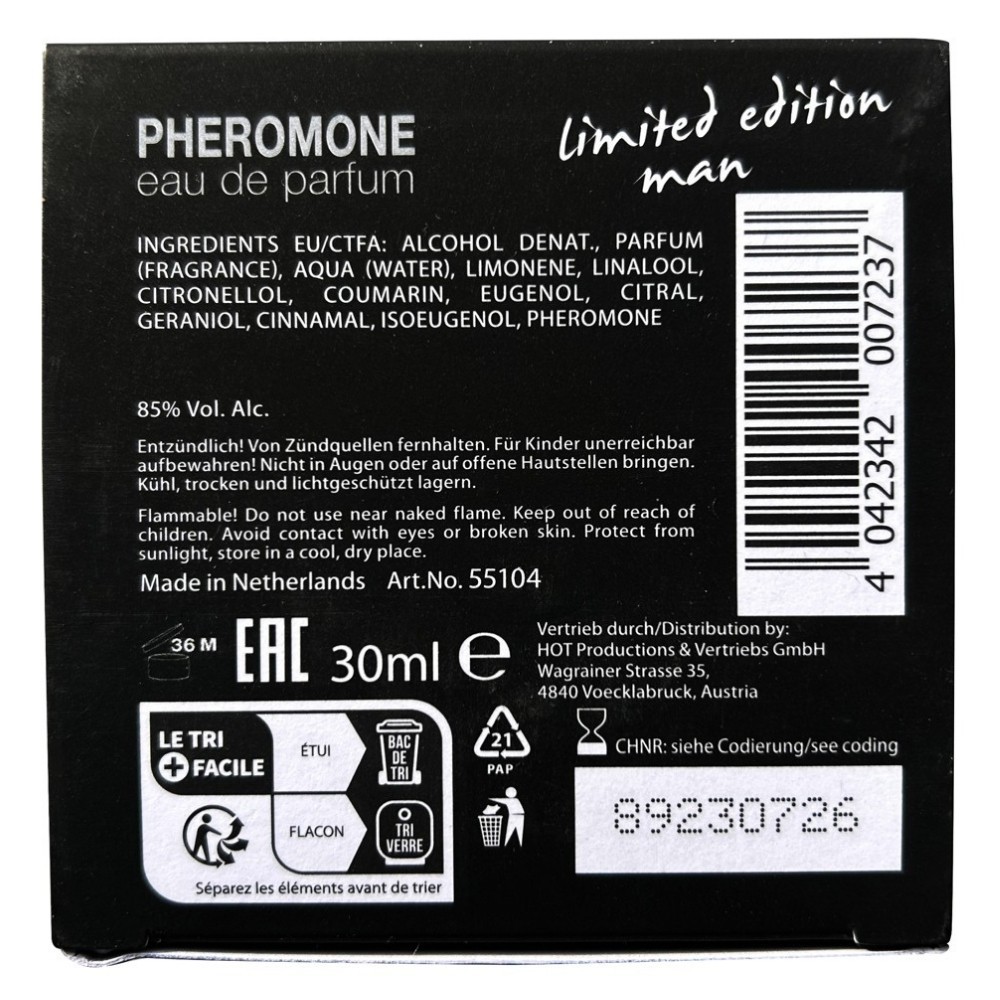 PHEROMONE
eau de parfum
limited edition
man
INGREDIENTS EU/CTFA: ALCOHOL DENAT., PARFUM
(FRAGRANCE), AQUA (WATER), LIMONENE, LINALOOL,
CITRONELLOL, COUMARIN, EUGENOL, CITRAL,
GERANIOL, CINNAMAL, ISOEUGENOL, PHEROMONE
4 042342 007237
85% Vol. Alc.
Entzündlich! Von Zündquellen fernhalten. Für Kinder unerreichbar
aufbewahren! Nicht in Augen oder auf offene Hautstellen bringen.
Kühl, trocken und lichtgeschützt lagern.
Flammable! Do not use near naked flame. Keep out of reach of
children. Avoid contact with eyes or broken skin. Protect from
sunlight, store in a cool, dry place.
Made in Netherlands Art.No. 55104
36 M
EAC
30ml e
Vertrieb durch/Distribution by:
HOT Productions & Vertriebs GmbH
Wagrainer Strasse 35,
4840 Voecklabruck, Austria
LE TRI
+ FACILE
ÉTUI
BAC
DE
TRI
FLACON
TRI
VERRE
Séparez les éléments avant de trier
21
PAP
CHNR: siehe Codierung/see coding
89230726